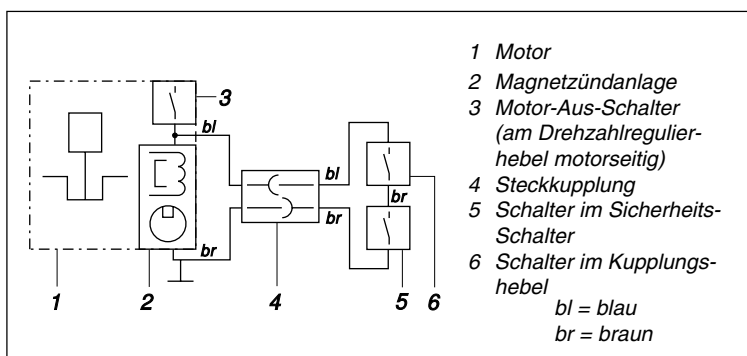 1 Motor
2 Magnetzündanlage
3 Motor-Aus-Schalter
(am Drehzahlregulier-
hebel motorseitig)
4 Steckkupplung
5 Schalter im Sicherheits-
Schalter
6 Schalter im Kupplungs-
hebel
bl = blau
br = braun
3
bl
bl
br
br
br
1
2
4
5
6